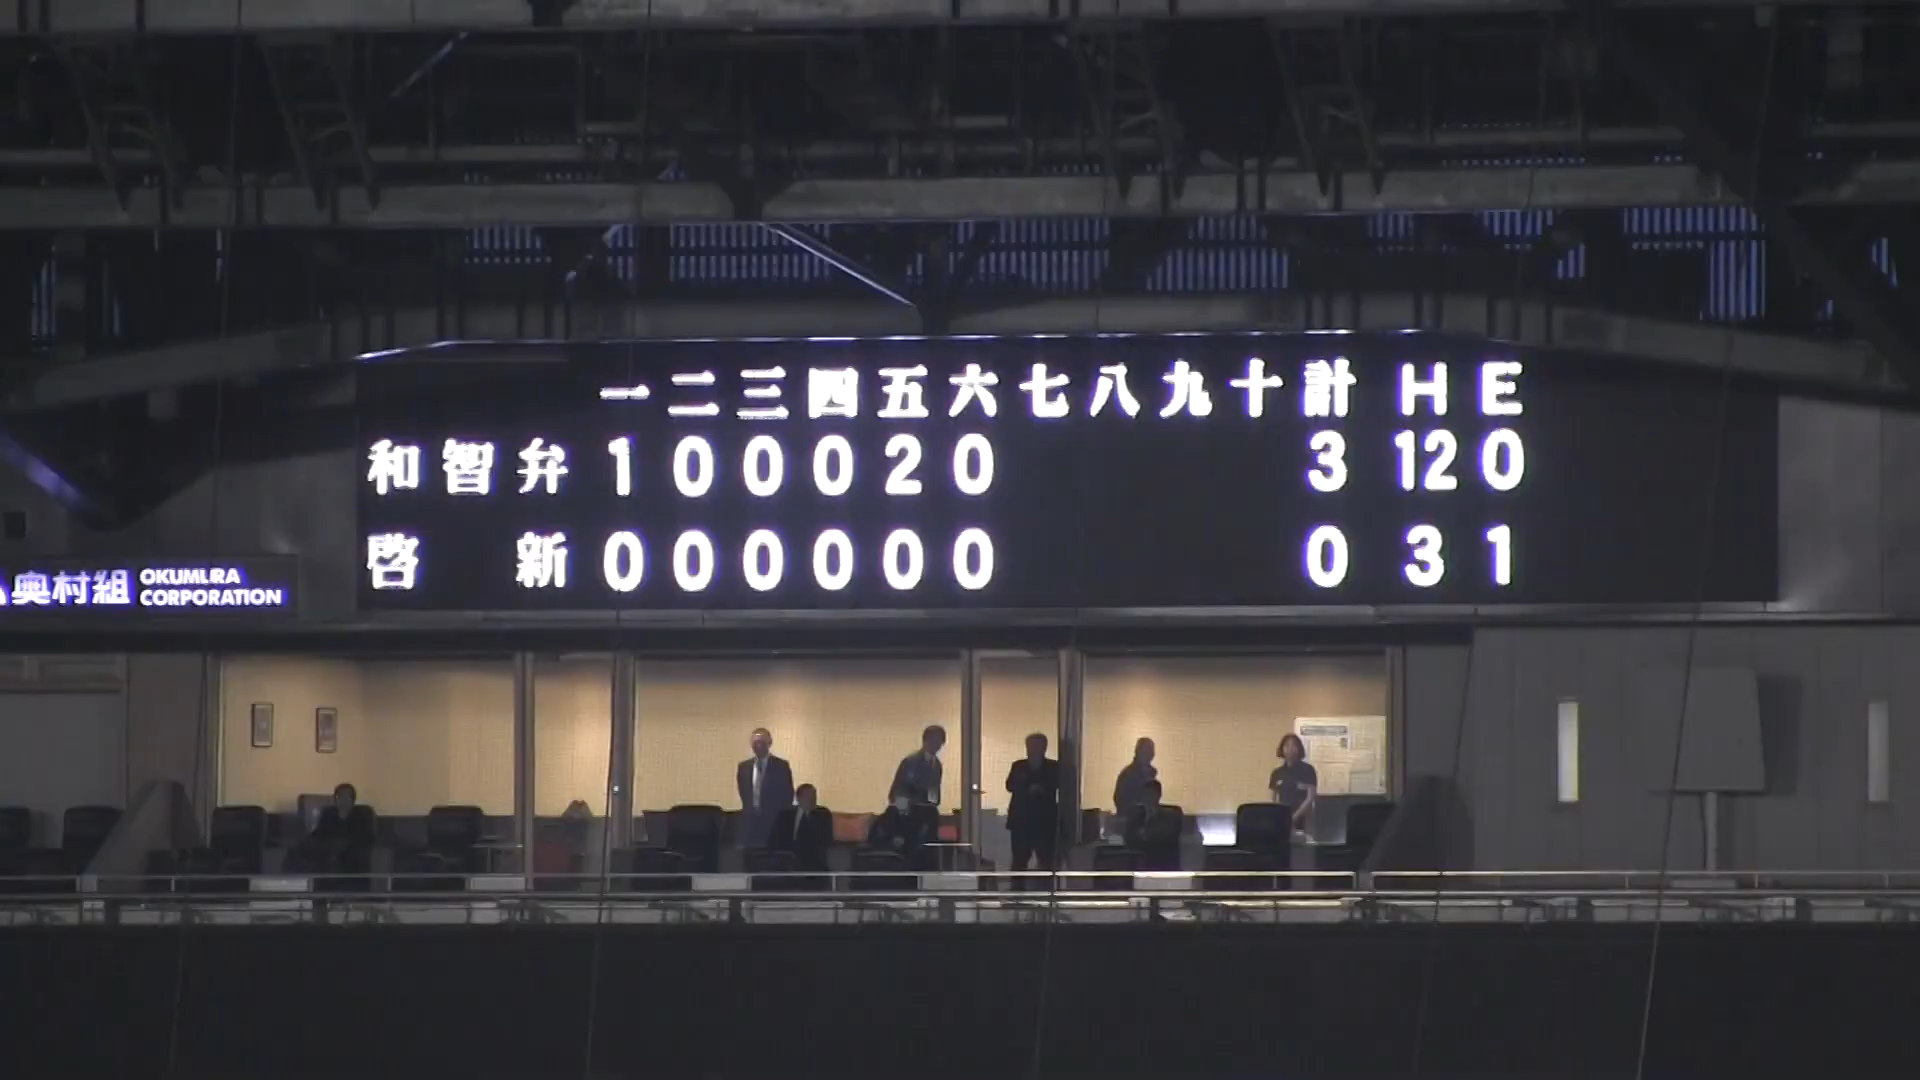 一 二 三 四 五 六 七 八 九 十 計 H E
和智弁 1 0 0 0 2 0 3 12 0
啓新 0 0 0 0 0 0 0 3 1
奥村組 OKUMURA
CORPORATION